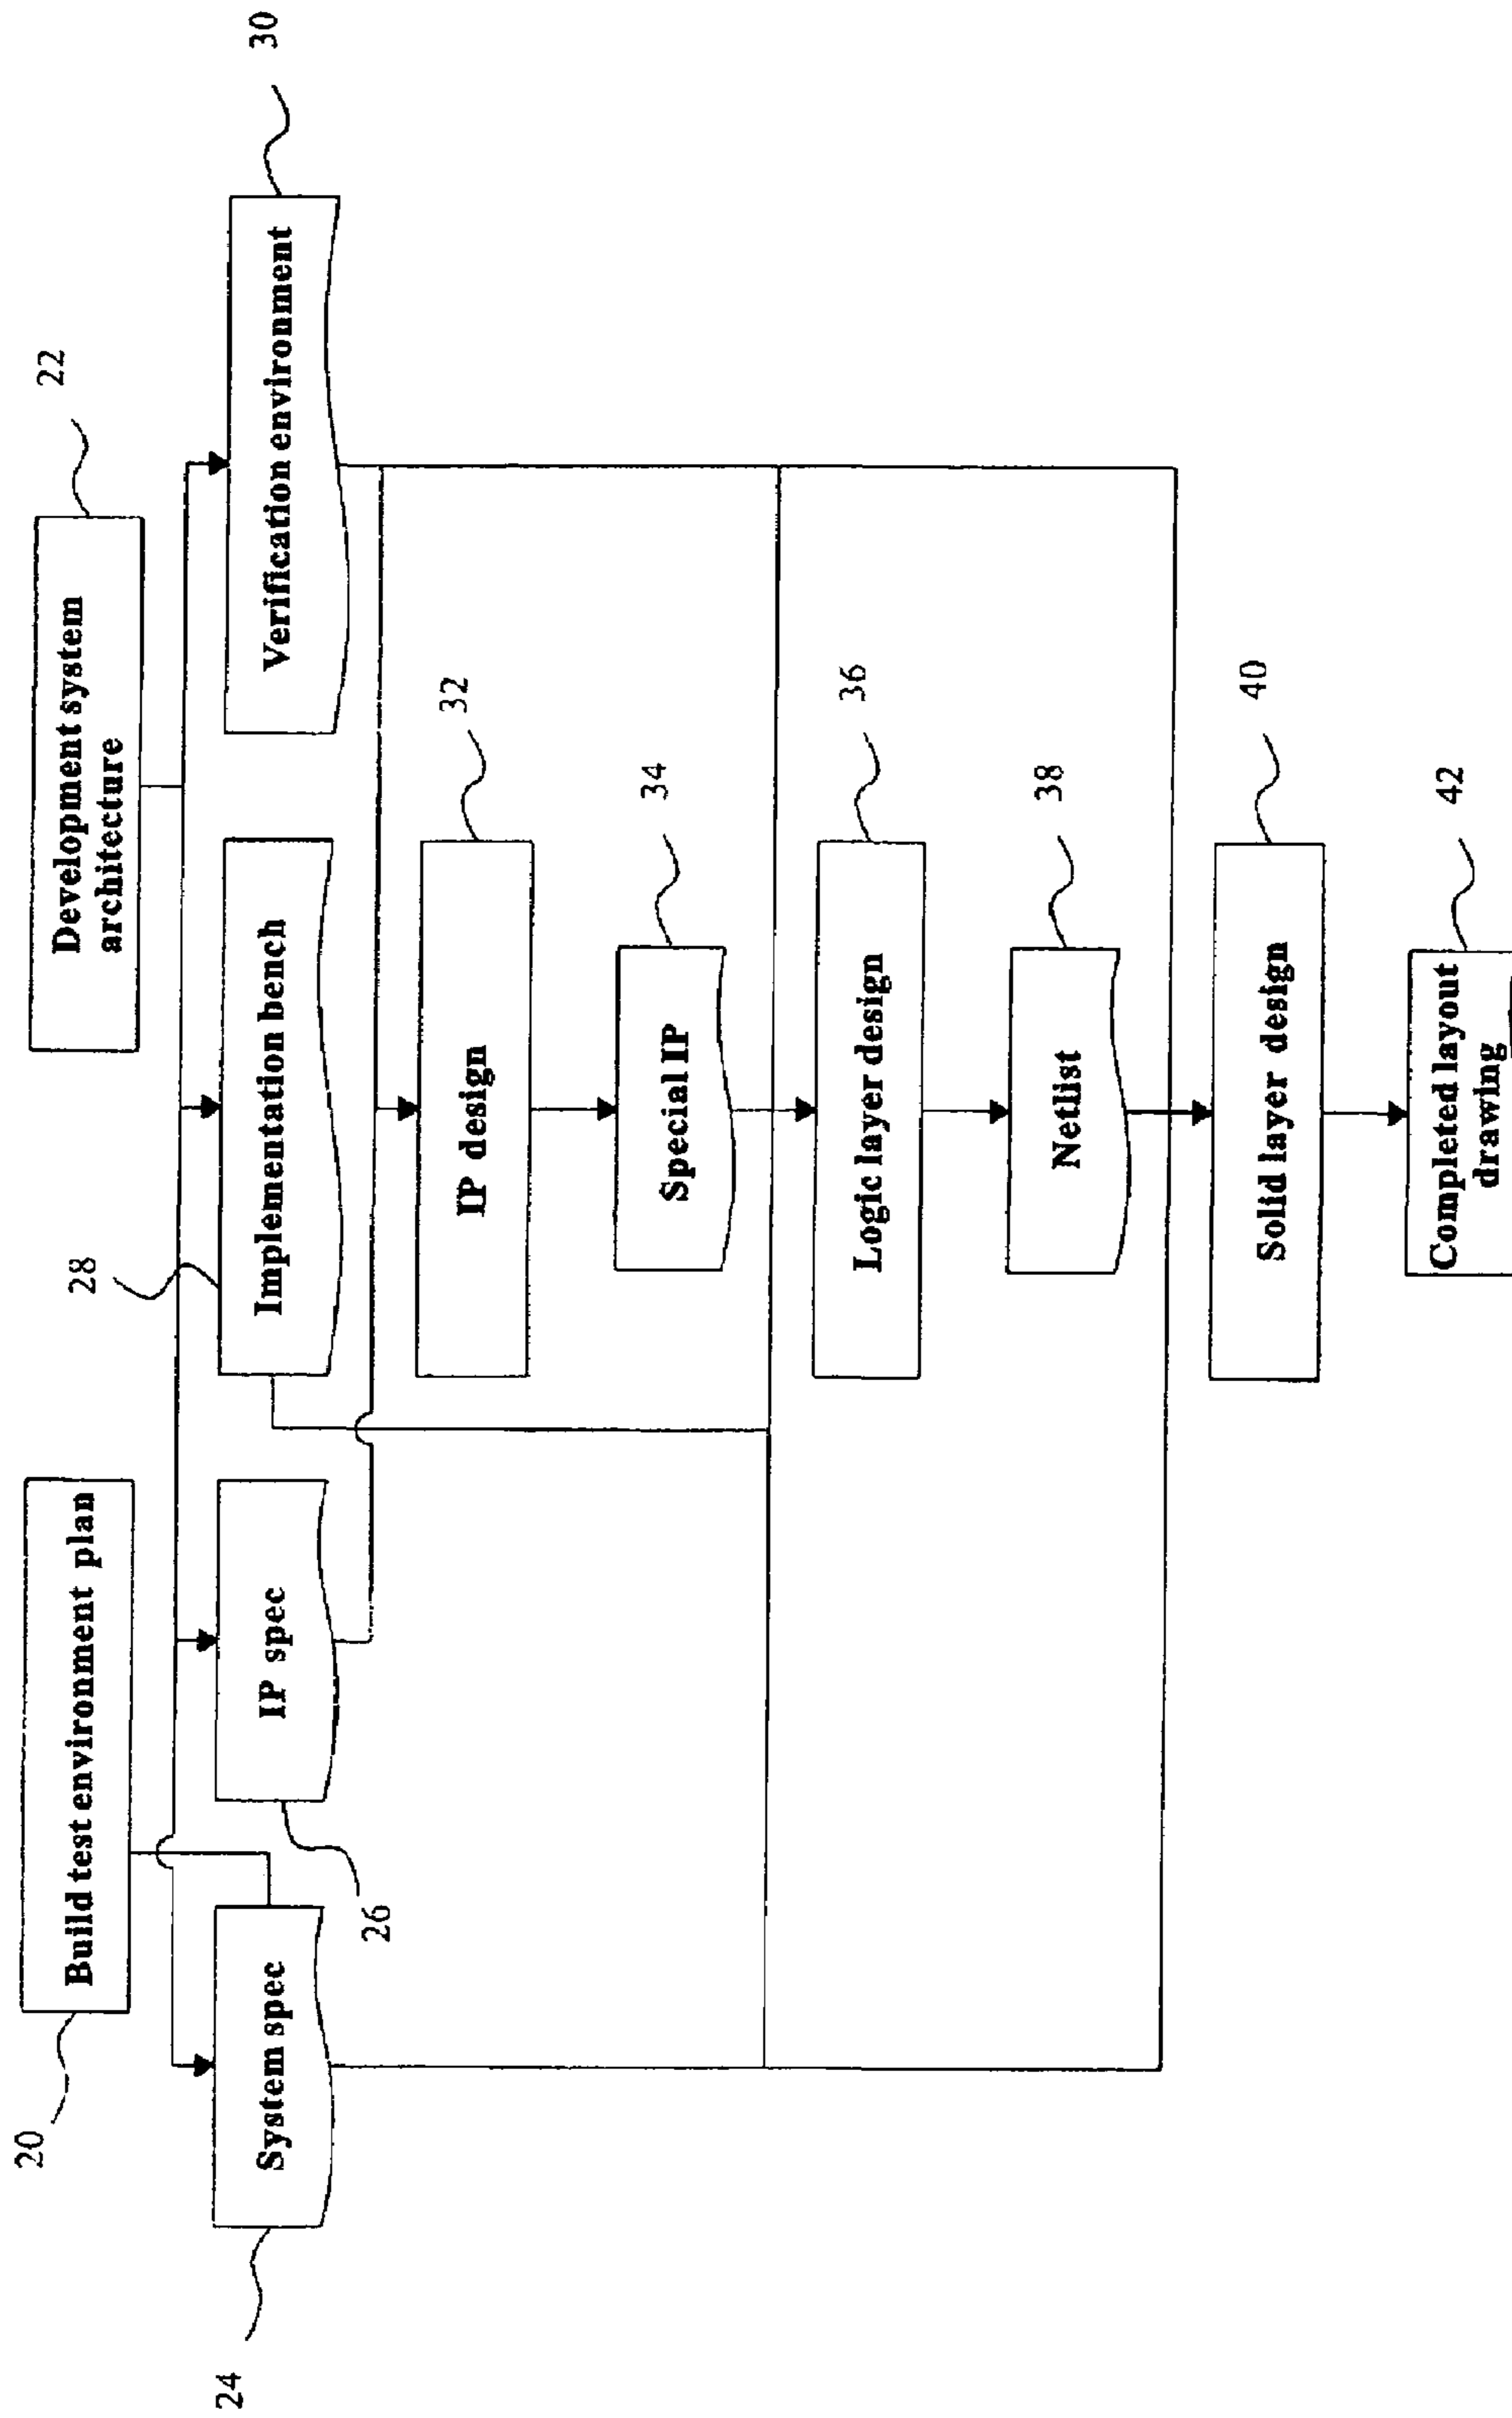 20
Build test environment plan
Development system
architecture
22
24
System spec
26
IP spec
28
Implementation bench
Verification environment
30
IP design
32
Special IP
34
Logic layer design
36
Netlist
38
Solid layer design
40
Completed layout
drawing
42